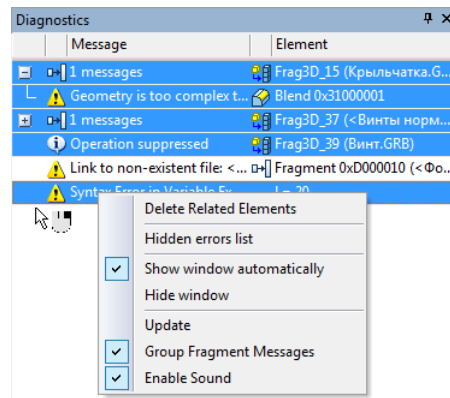 Diagnostics
Message Element
1 messages Frag3D_15 (Крыльчатка.G...
Geometry is too complex t... Blend 0x31000001
1 messages Frag3D_37 (<Винты норм...
Operation suppressed Frag3D_39 (Винт.GRB)
Link to non-existent file: <... Fragment 0xD000010 (<Фо...
Syntax Error in Variable Ex... L = 20
Delete Related Elements
Hidden errors list
Show window automatically
Hide window
Update
Group Fragment Messages
Enable Sound